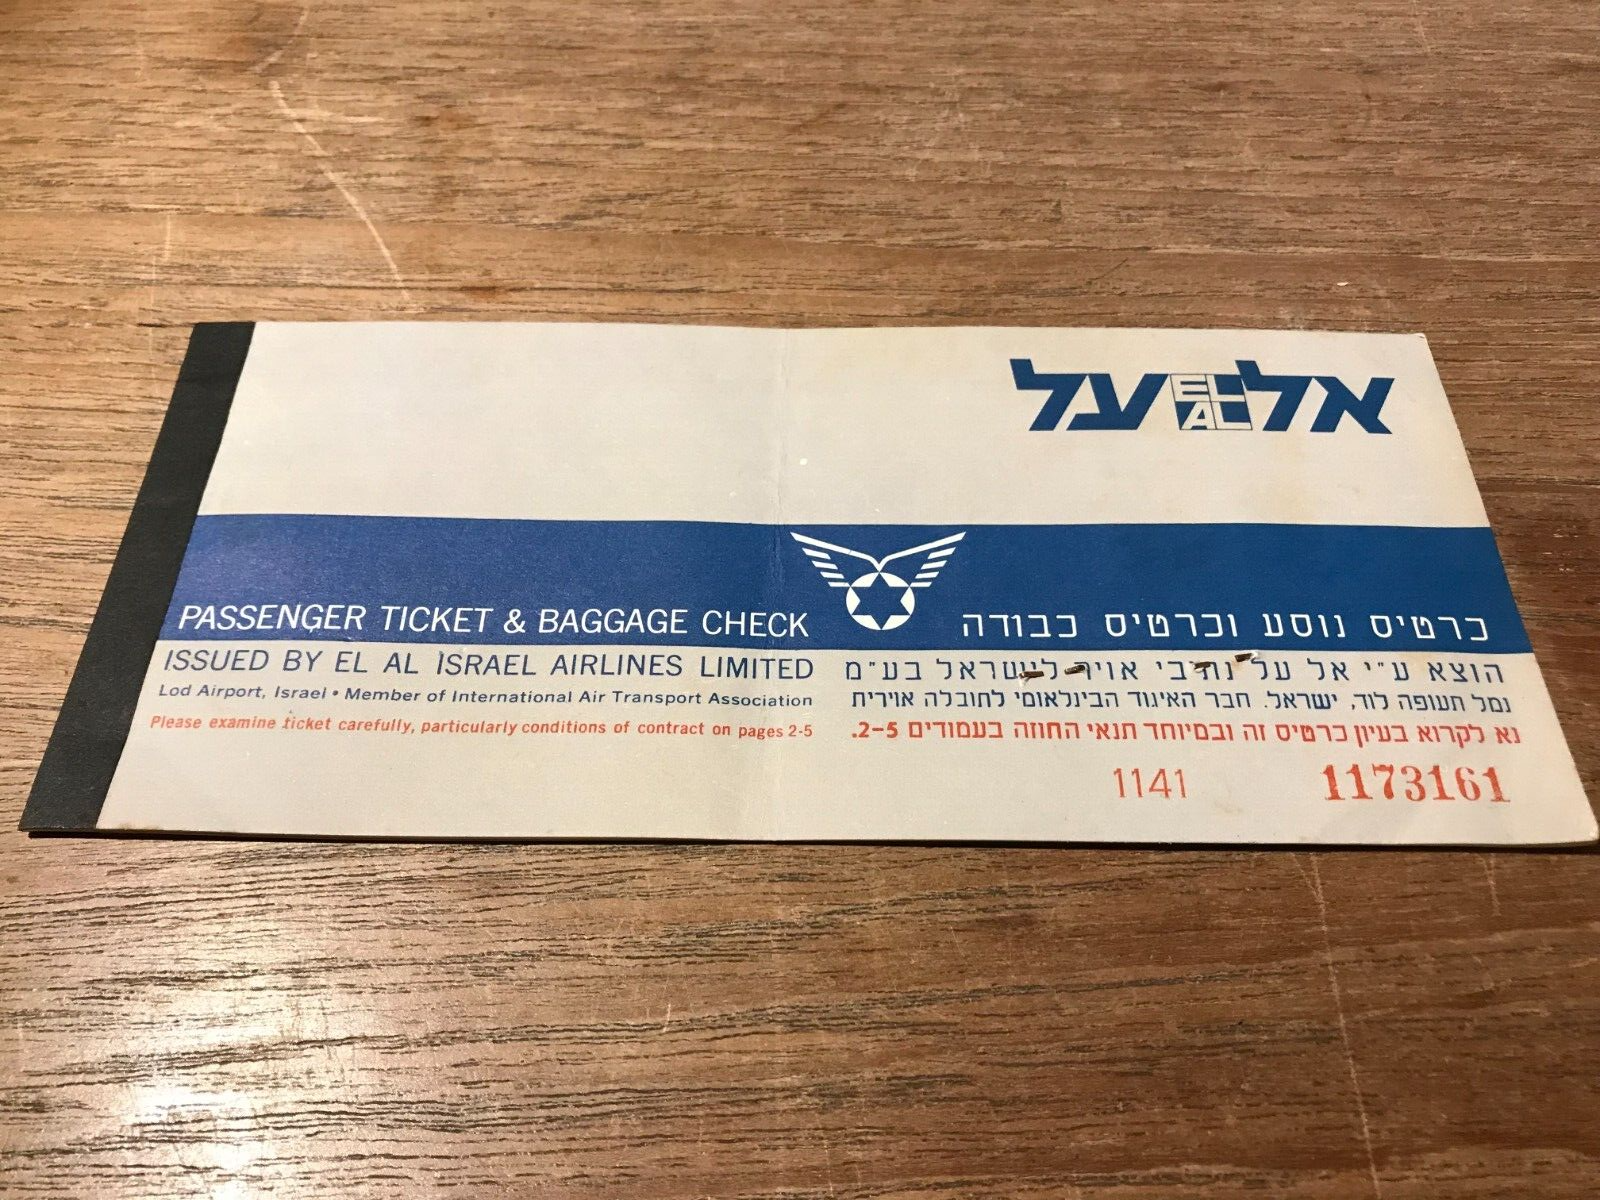 אל EL AL על
PASSENGER TICKET & BAGGAGE CHECK
ISSUED BY EL AL ISRAEL AIRLINES LIMITED
Lod Airport, Israel • Member of International Air Transport Association
Please examine ticket carefully, particularly conditions of contract on pages 2-5
כרטיס נוסע וכרטיס כבודה
הוצא ע"י אל על נתיבי אויר לישראל בע"מ
נמל תעופה לוד, ישראל. חבר האיגוד הבינלאומי לתובלה אוירית
נא לקרוא בעיון כרטיס זה ובמיוחד תנאי החוזה בעמודים 2-5.
1141 1173161